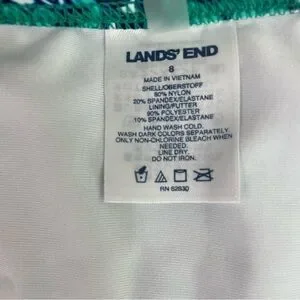 LANDS' END
8
MADE IN VIETNAM
SHELL/OBERSTOFF
80% NYLON
20% SPANDEX/ELASTANE
LINING/FUTTER
90% POLYESTER
10% SPANDEX/ELASTANE
HAND WASH COLD.
WASH DARK COLORS SEPARATELY
ONLY NON-CHLORINE BLEACH WHEN
NEEDED.
LINE DRY.
DO NOT IRON.
RN 62830